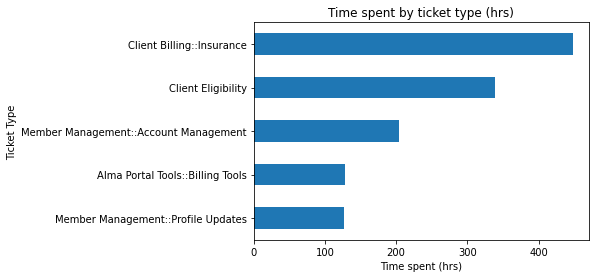 Time spent by ticket type (hrs)
Ticket Type
Client Billing::Insurance
Client Eligibility
Member Management::Account Management
Alma Portal Tools::Billing Tools
Member Management::Profile Updates
0 100 200 300 400
Time spent (hrs)